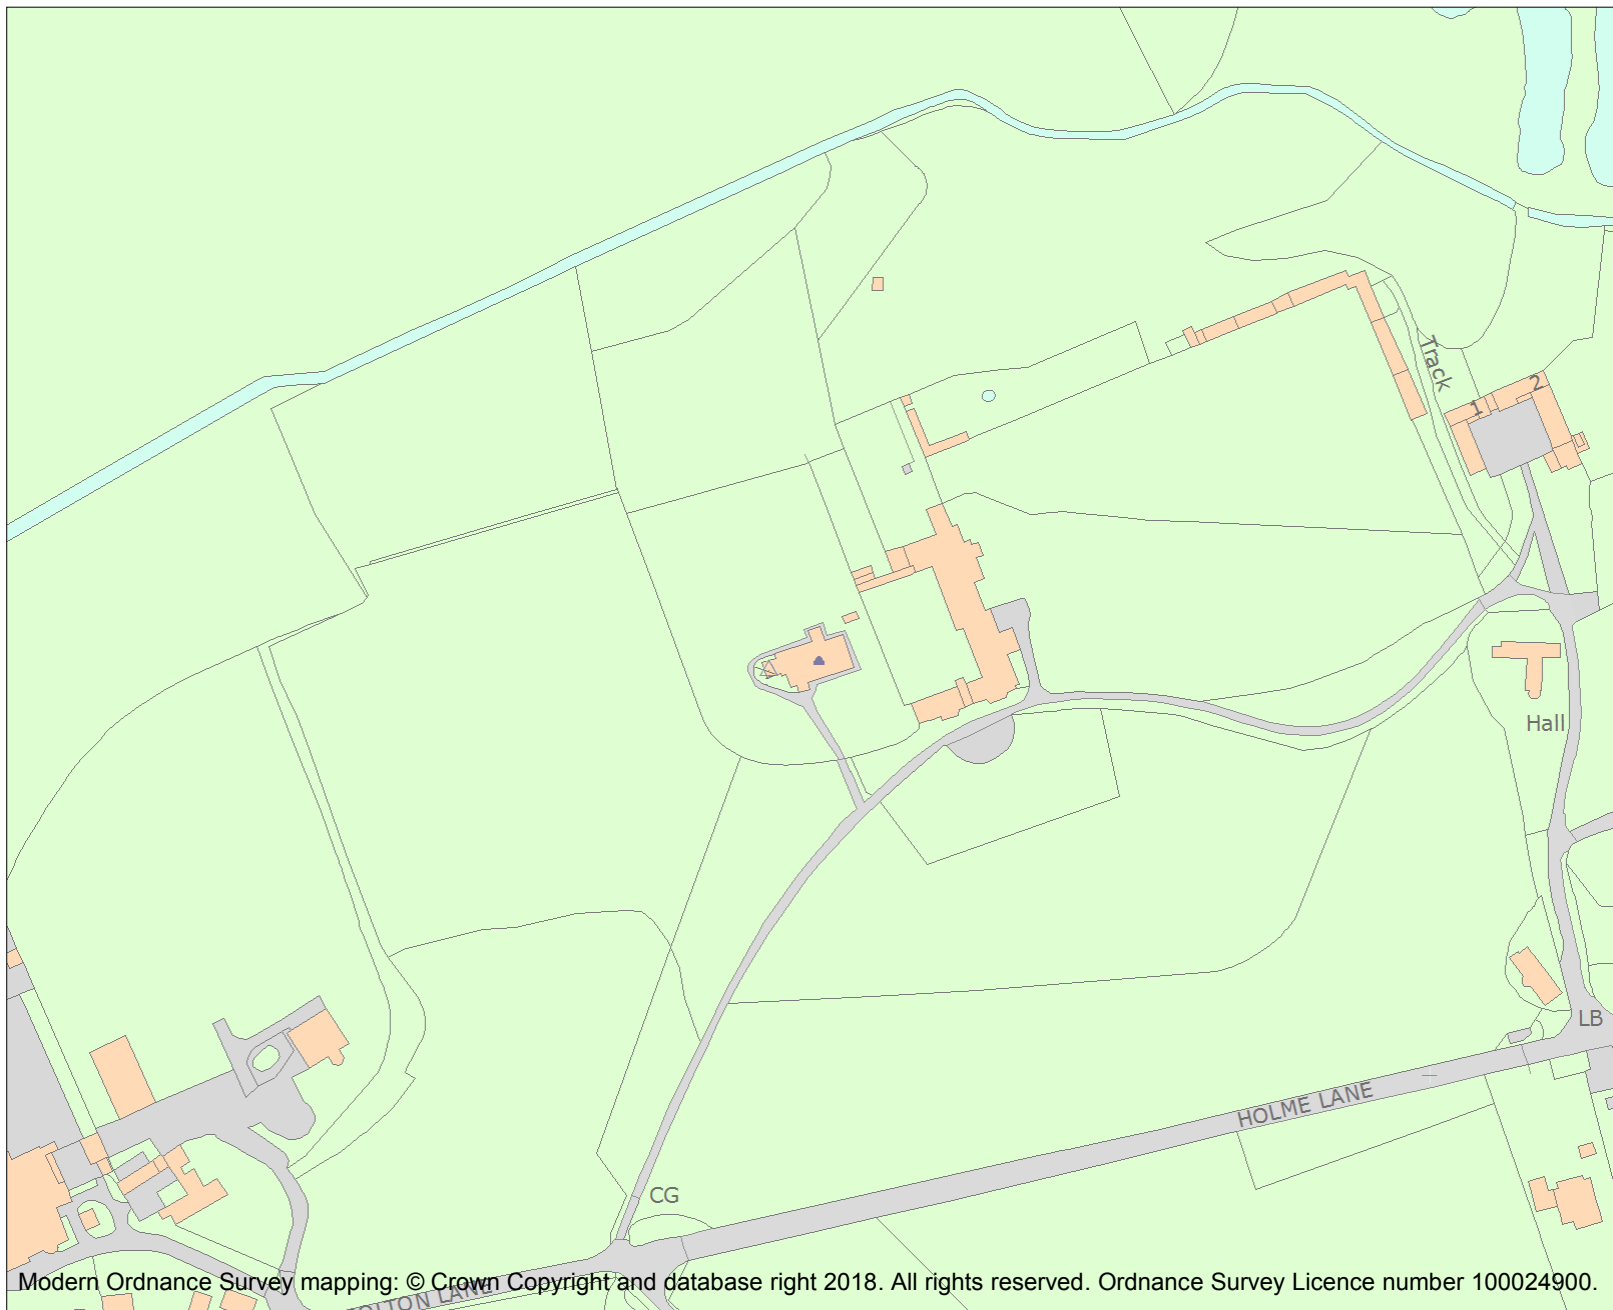 Track
1
2
Hall
LB
HOLME LANE
CG
LANE
Modern Ordnance Survey mapping: © Crown Copyright and database right 2018. All rights reserved. Ordnance Survey Licence number 100024900.